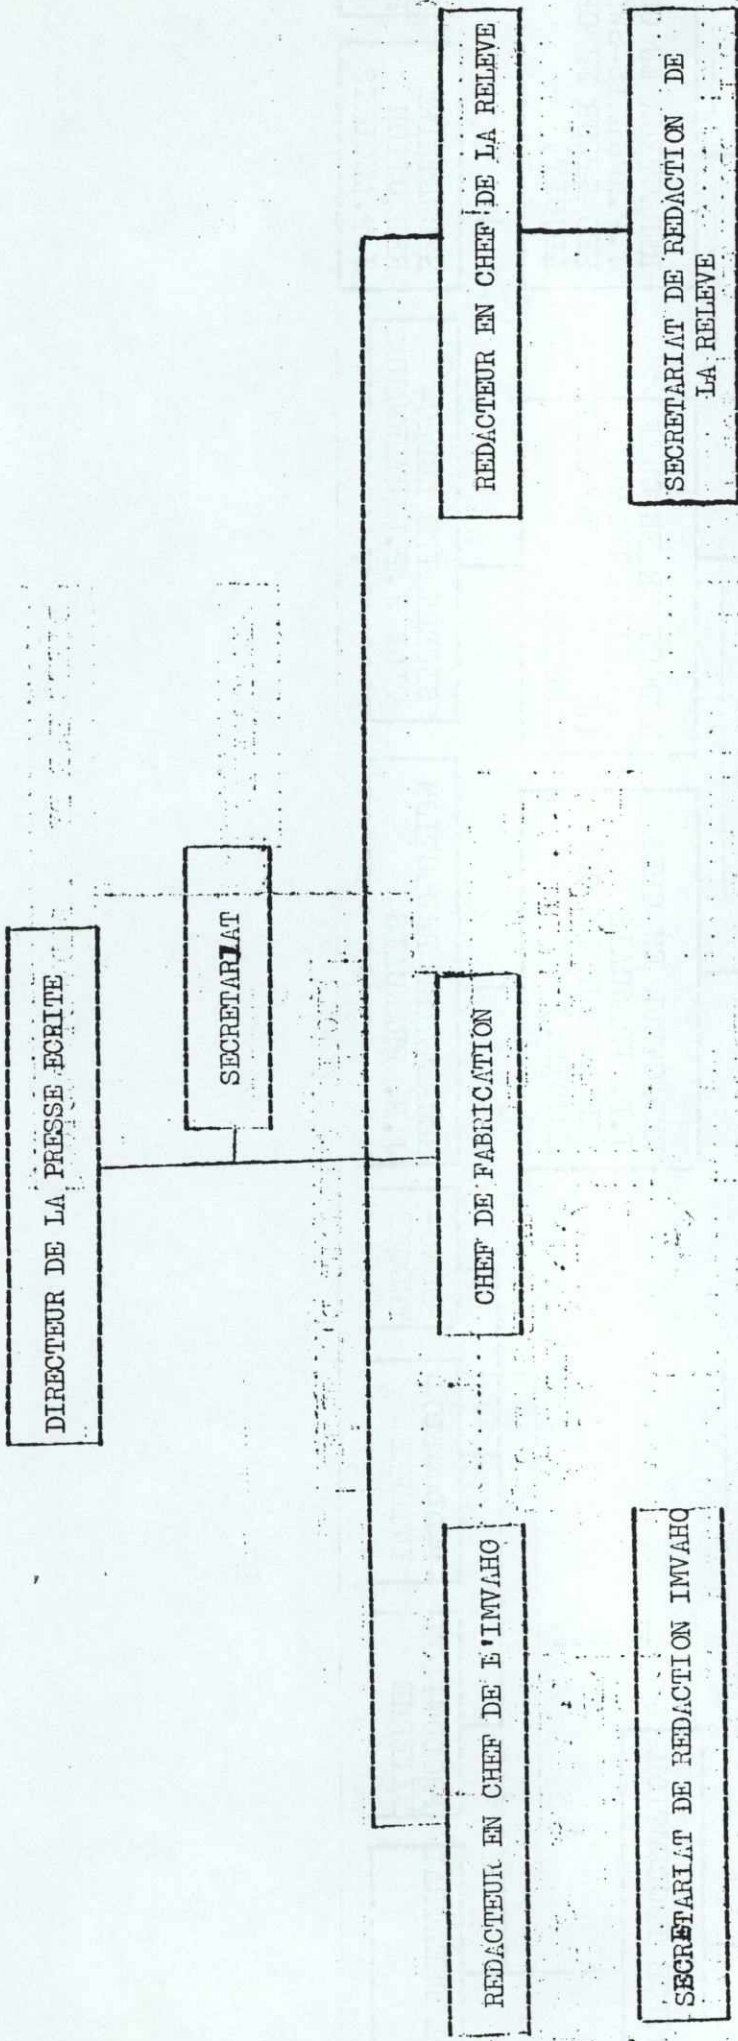 DIRECTEUR DE LA PRESSE ECRITE
SECRETARIAT
REDACTEUR EN CHEF DE L'IMVAHO
CHEF DE FABRICATION
REDACTEUR EN CHEF DE LA RELEVE
SECRETARIAT DE REDACTION IMVAHO
SECRETARIAT DE REDACTION DE
LA RELEVE